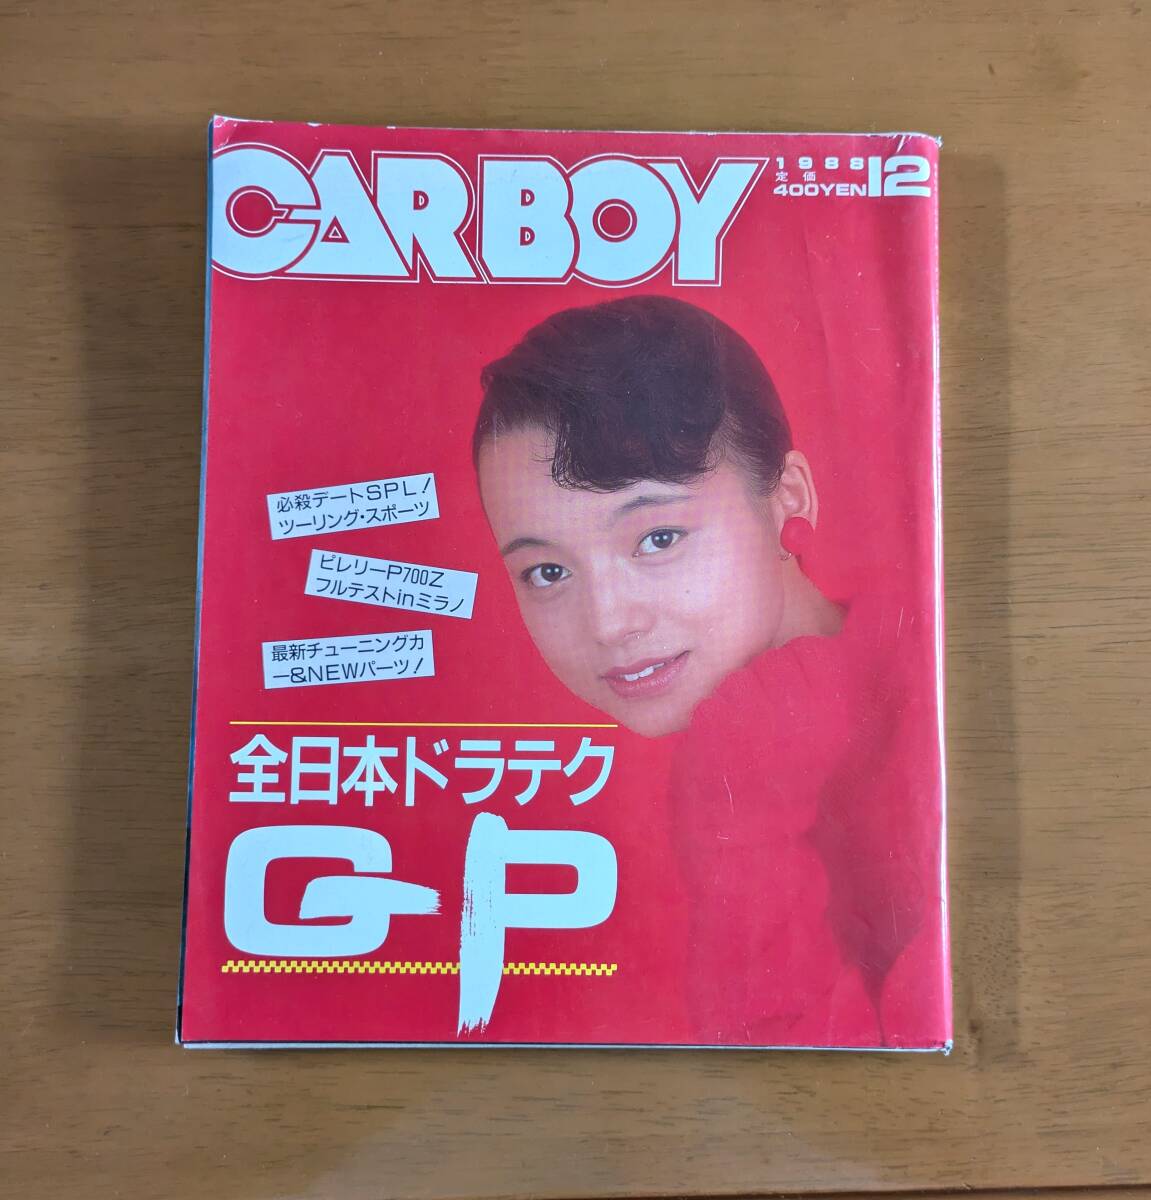 CARBOY
1988
定価
400YEN
12
必殺デートSPL!
ツーリング・スポーツ
ピレリーP700Z
フルテストinミラノ
最新チューニングカ
ー&NEWパーツ!
全日本ドラテク
GP